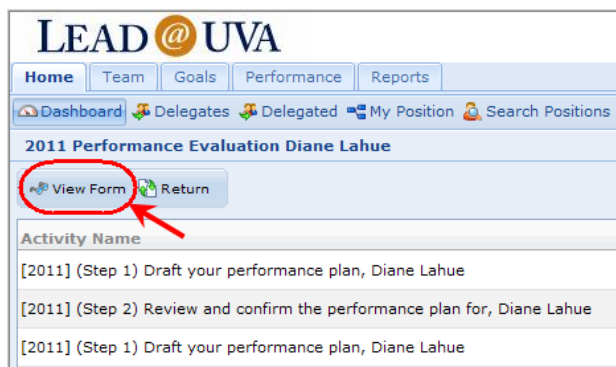 LEAD@UVA
Home Team Goals Performance Reports
Dashboard Delegates Delegated My Position Search Positions
2011 Performance Evaluation Diane Lahue
View Form Return
Activity Name
[2011] (Step 1) Draft your performance plan, Diane Lahue
[2011] (Step 2) Review and confirm the performance plan for, Diane Lahue
[2011] (Step 1) Draft your performance plan, Diane Lahue